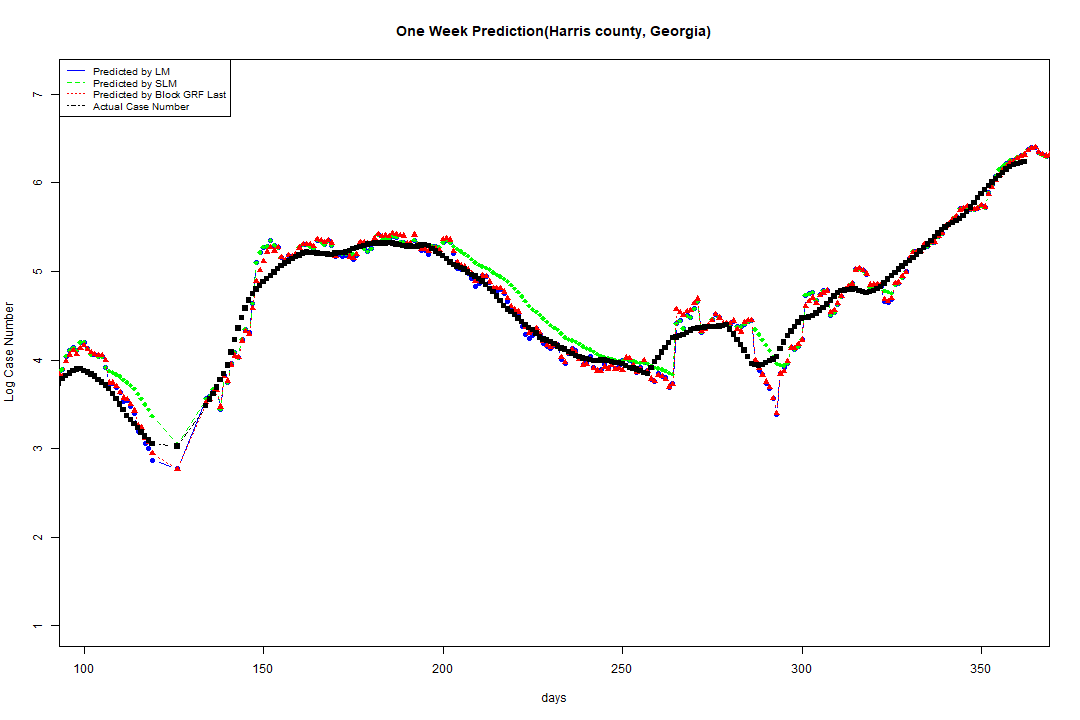 One Week Prediction(Harris county, Georgia)
Predicted by LM
Predicted by SLM
Predicted by Block GRF Last
Actual Case Number
7
6
5
4
3
2
1
Log Case Number
100 150 200 250 300 350
days